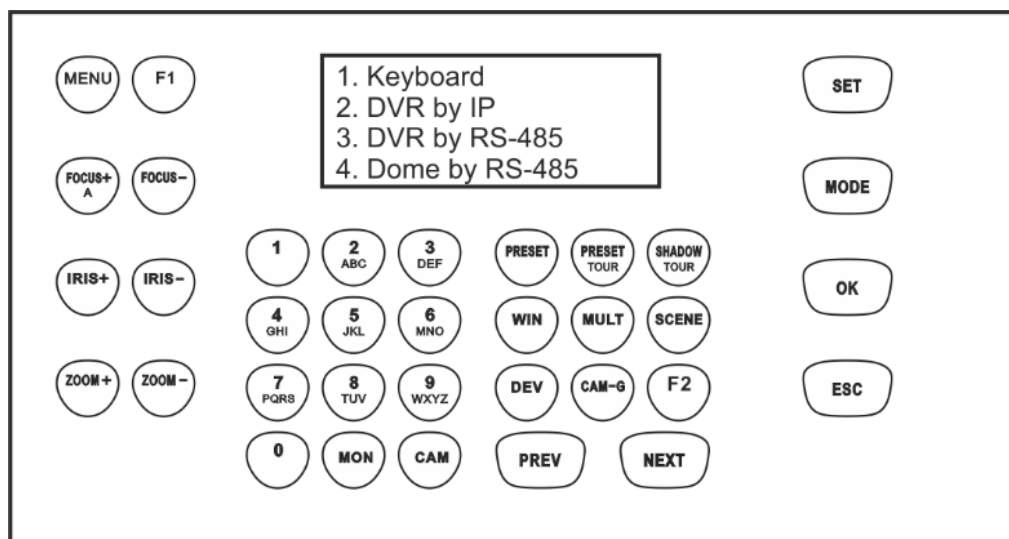 MENU F1
1. Keyboard
2. DVR by IP
3. DVR by RS-485
4. Dome by RS-485
SET
FOCUS+
A
FOCUS−
MODE
1
2
ABC
3
DEF
PRESET
PRESET
TOUR
SHADOW
TOUR
IRIS+ IRIS−
OK
4
GHI
5
JKL
6
MNO
WIN MULT SCENE
ZOOM+ ZOOM−
7
PQRS
8
TUV
9
WXYZ
DEV CAM-G F2
ESC
0 MON CAM
PREV NEXT